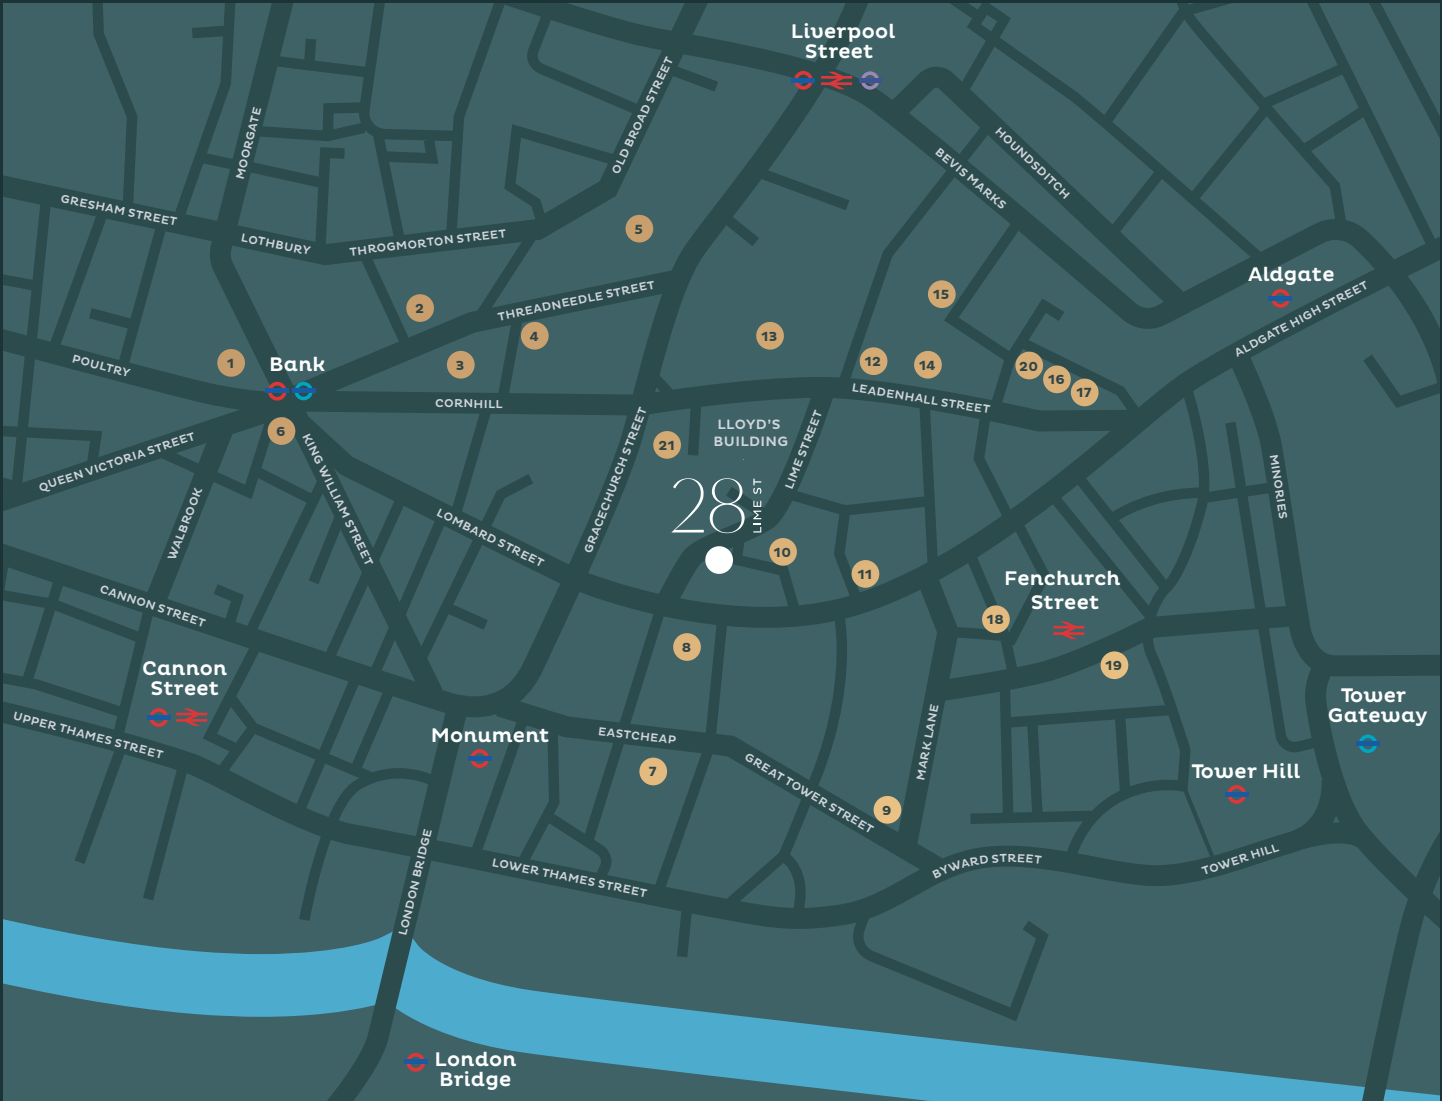 Liverpool
Street
MOORGATE
OLD BROAD STREET
HOUNDSDITCH
BEVIS MARKS
GRESHAM STREET
LOTHBURY
THROGMORTON STREET
5
Aldgate
THREADNEEDLE STREET
15
2
ALDGATE HIGH STREET
4
13
POULTRY
1
Bank
3
12
14
20
16
17
CORNHILL
LEADENHALL STREET
6
QUEEN VICTORIA STREET
KING WILLIAM STREET
LLOYD'S
BUILDING
21
LIME STREET
GRACECHURCH STREET
MINORIES
28
LIME ST
WALBROOK
LOMBARD STREET
10
11
Fenchurch
Street
CANNON STREET
18
8
19
Cannon
Street
Tower
Gateway
UPPER THAMES STREET
Monument
EASTCHEAP
MARK LANE
7
GREAT TOWER STREET
Tower Hill
9
LONDON BRIDGE
LOWER THAMES STREET
BYWARD STREET
TOWER HILL
London
Bridge